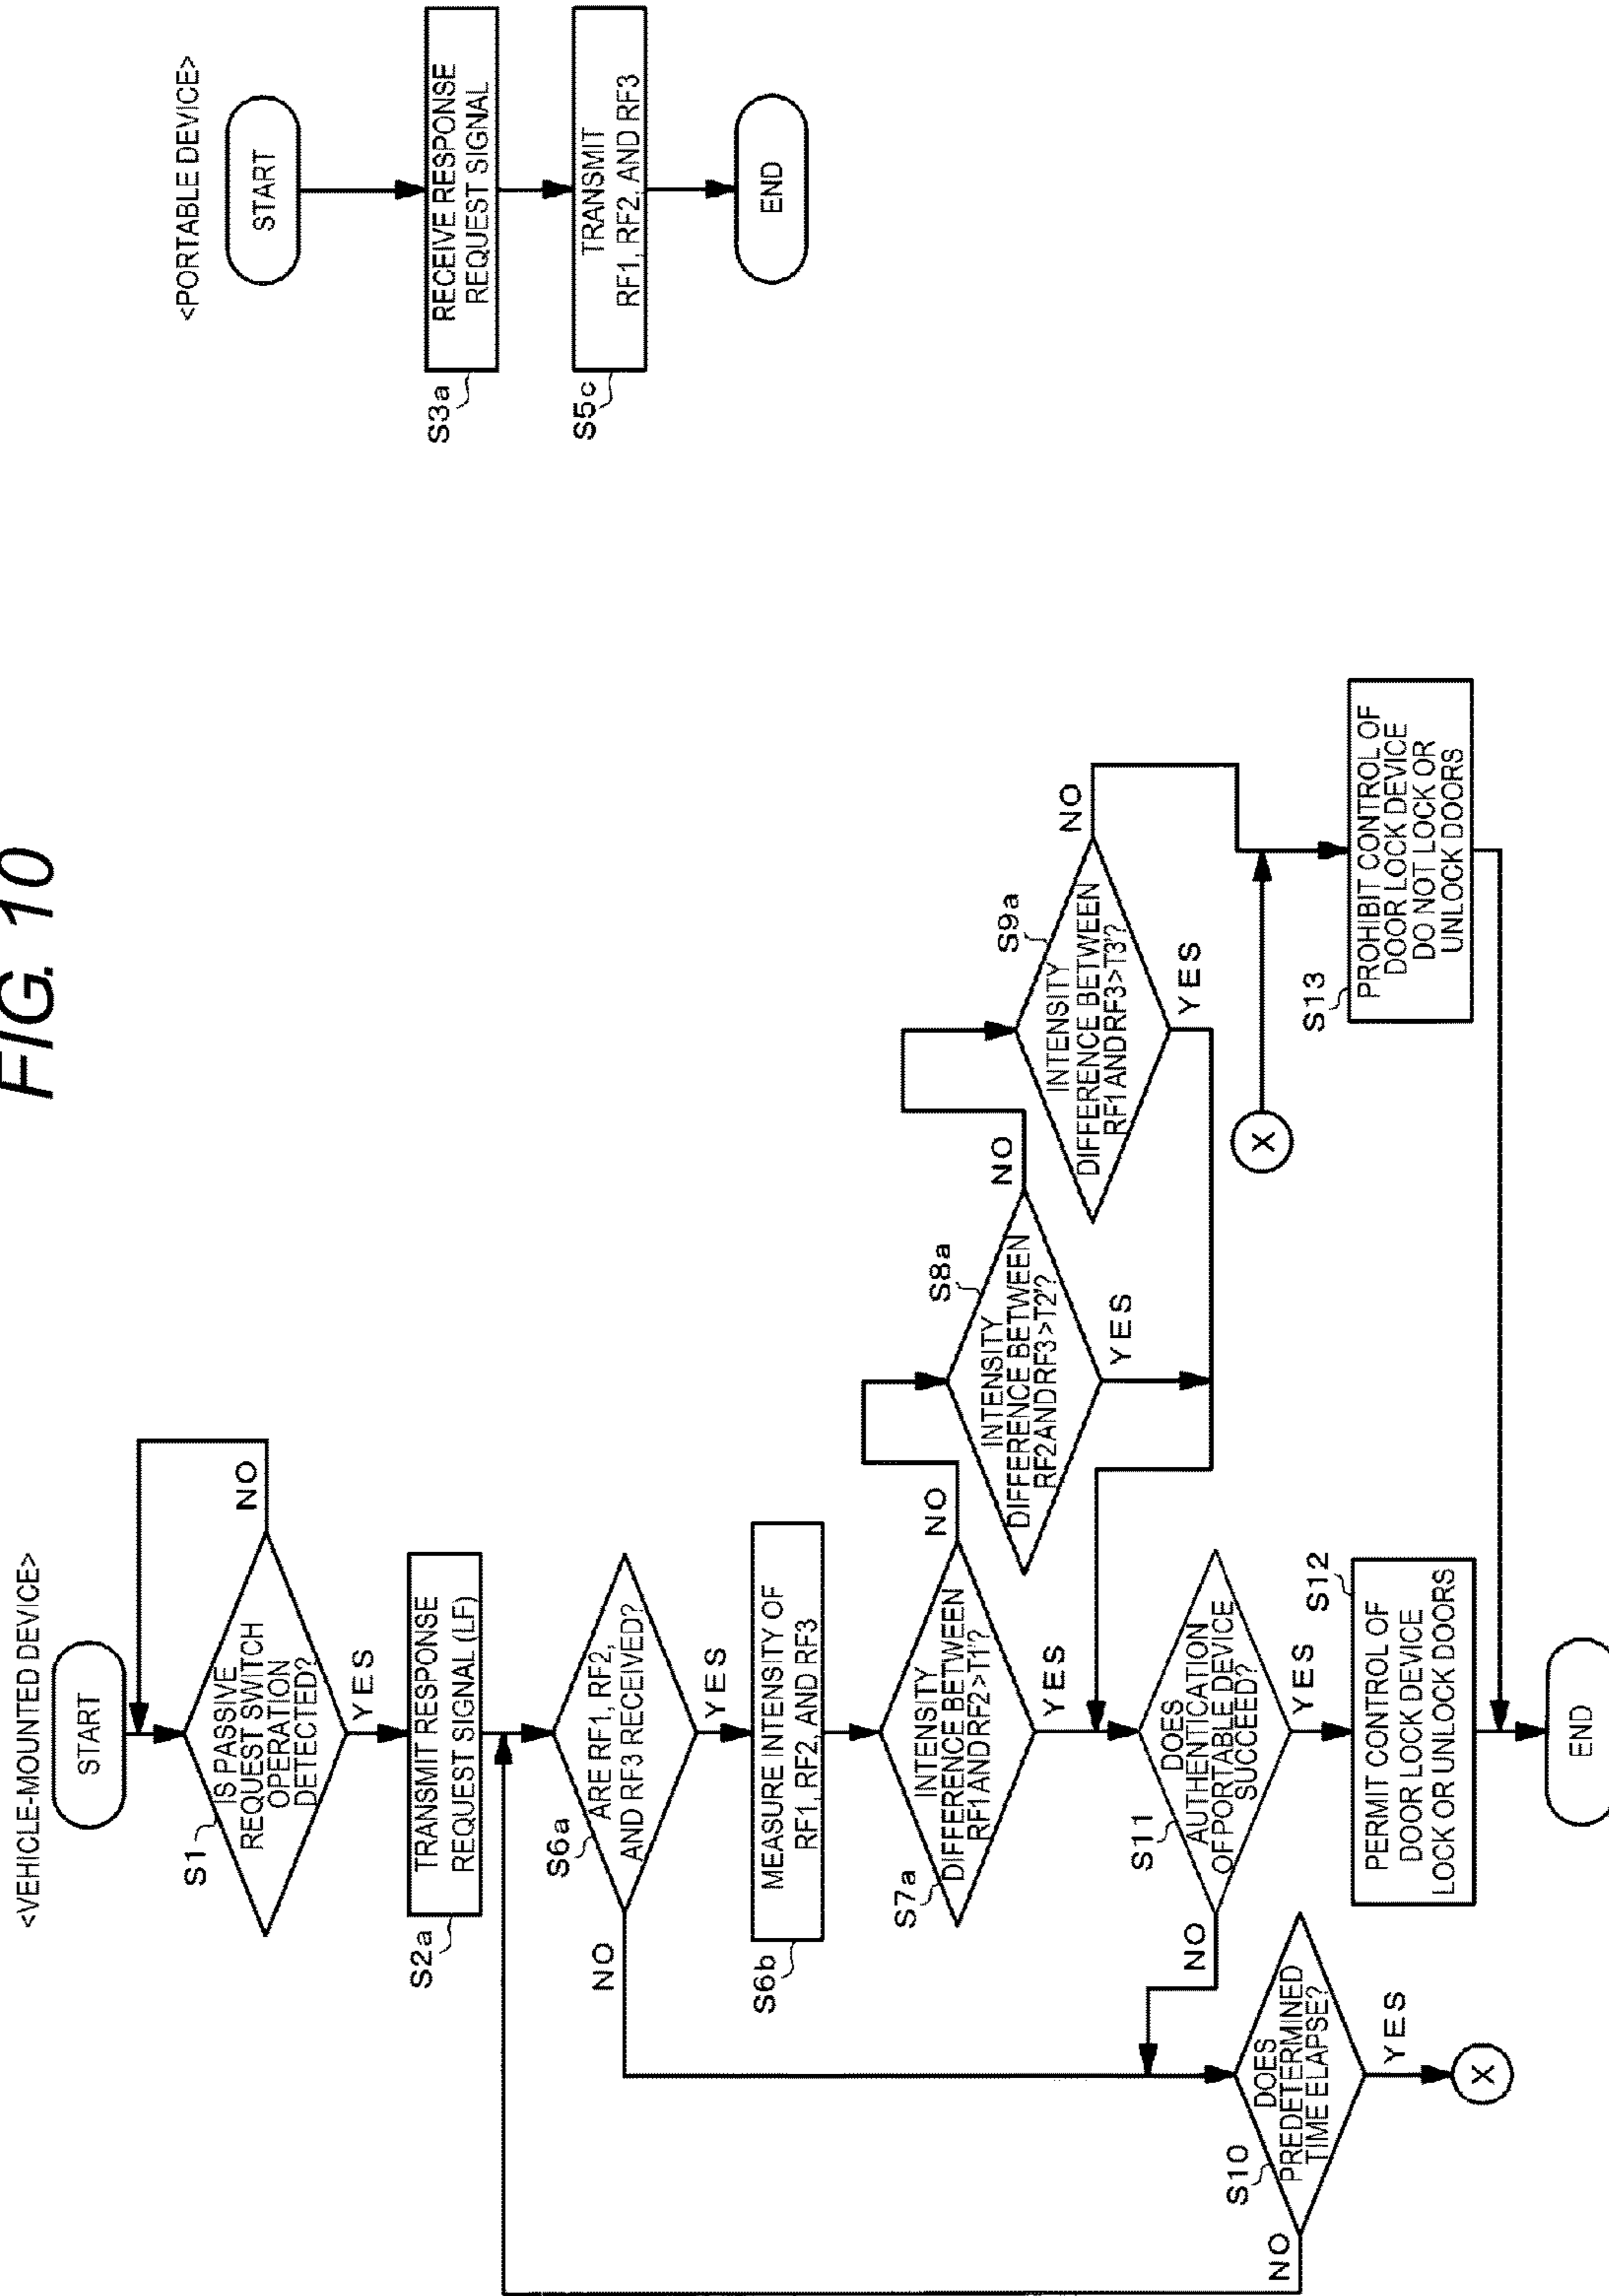 FIG. 10
<VEHICLE-MOUNTED DEVICE>
START
S1
IS PASSIVE
REQUEST SWITCH
OPERATION
DETECTED?
NO
YES
S2a
TRANSMIT RESPONSE
REQUEST SIGNAL (LF)
S6a
ARE RF1, RF2,
AND RF3 RECEIVED?
NO
YES
S6b
MEASURE INTENSITY OF
RF1, RF2, AND RF3
S7a
INTENSITY
DIFFERENCE BETWEEN
RF1 AND RF2>T1'?
NO
YES
S8a
INTENSITY
DIFFERENCE BETWEEN
RF2 AND RF3>T2'?
NO
YES
S9a
INTENSITY
DIFFERENCE BETWEEN
RF1 AND RF3>T3'?
NO
YES
S11
DOES
AUTHENTICATION
OF PORTABLE DEVICE
SUCCEED?
NO
YES
S10
DOES
PREDETERMINED
TIME ELAPSE?
NO
YES
X
X
S12
PERMIT CONTROL OF
DOOR LOCK DEVICE
LOCK OR UNLOCK DOORS
S13
PROHIBIT CONTROL OF
DOOR LOCK DEVICE
DO NOT LOCK OR
UNLOCK DOORS
END
<PORTABLE DEVICE>
START
S3a
RECEIVE RESPONSE
REQUEST SIGNAL
S5c
TRANSMIT
RF1, RF2, AND RF3
END